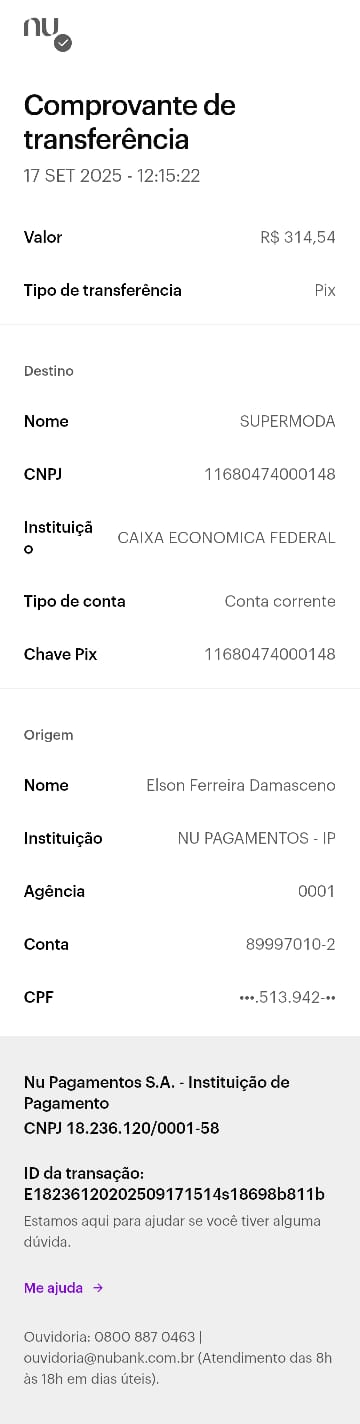 nu
Comprovante de
transferência
17 SET 2025 - 12:15:22
Valor R$ 314,54
Tipo de transferência Pix
Destino
Nome SUPERMODA
CNPJ 11680474000148
Instituiçã
o CAIXA ECONOMICA FEDERAL
Tipo de conta Conta corrente
Chave Pix 11680474000148
Origem
Nome Elson Ferreira Damasceno
Instituição NU PAGAMENTOS - IP
Agência 0001
Conta 89997010-2
CPF •••.513.942-••
Nu Pagamentos S.A. - Instituição de
Pagamento
CNPJ 18.236.120/0001-58
ID da transação:
E18236120202509171514s18698b811b
Estamos aqui para ajudar se você tiver alguma
dúvida.
Me ajuda →
Ouvidoria: 0800 887 0463 |
ouvidoria@nubank.com.br (Atendimento das 8h
às 18h em dias úteis).